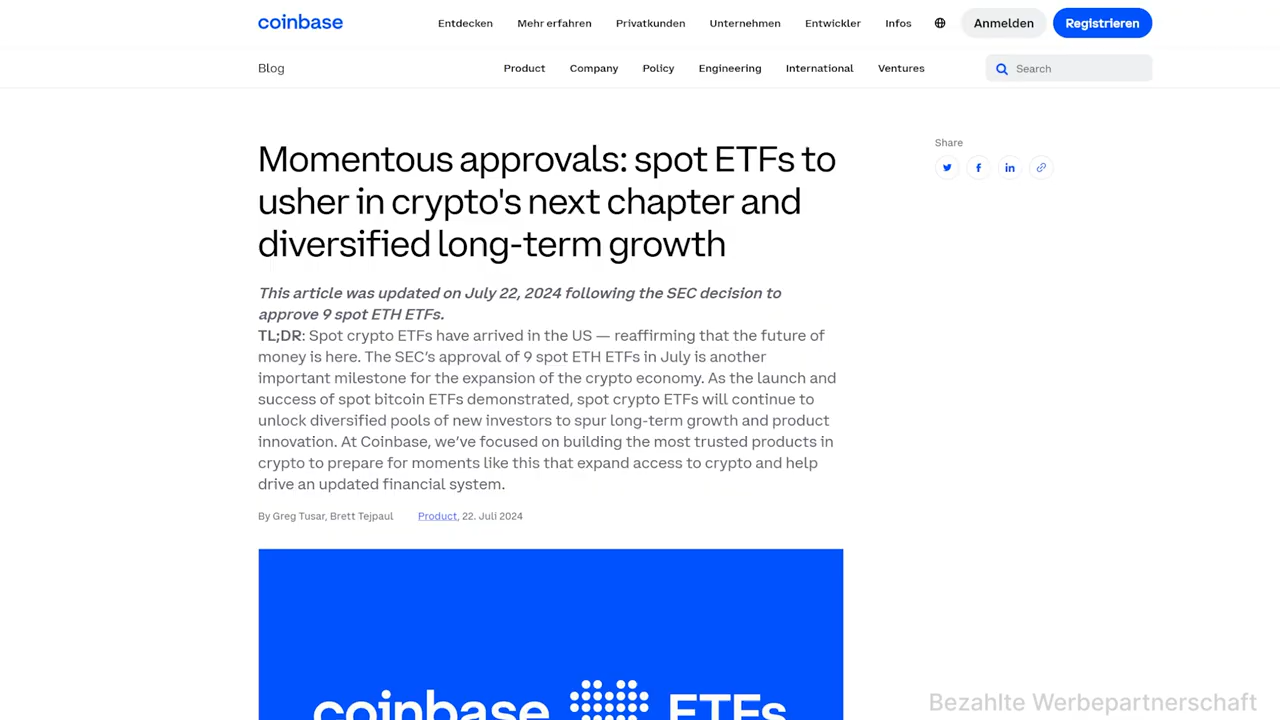 coinbase
Entdecken Mehr erfahren Privatkunden Unternehmen Entwickler Infos Anmelden Registrieren
Blog Product Company Policy Engineering International Ventures Search
Momentous approvals: spot ETFs to
usher in crypto's next chapter and
diversified long-term growth
Share
This article was updated on July 22, 2024 following the SEC decision to
approve 9 spot ETH ETFs.
TL;DR: Spot crypto ETFs have arrived in the US — reaffirming that the future of
money is here. The SEC’s approval of 9 spot ETH ETFs in July is another
important milestone for the expansion of the crypto economy. As the launch and
success of spot bitcoin ETFs demonstrated, spot crypto ETFs will continue to
unlock diversified pools of new investors to spur long-term growth and product
innovation. At Coinbase, we’ve focused on building the most trusted products in
crypto to prepare for moments like this that expand access to crypto and help
drive an updated financial system.
By Greg Tusar, Brett Tejpaul Product, 22. Juli 2024
coinbase ETFs
Bezahlte Werbepartnerschaft